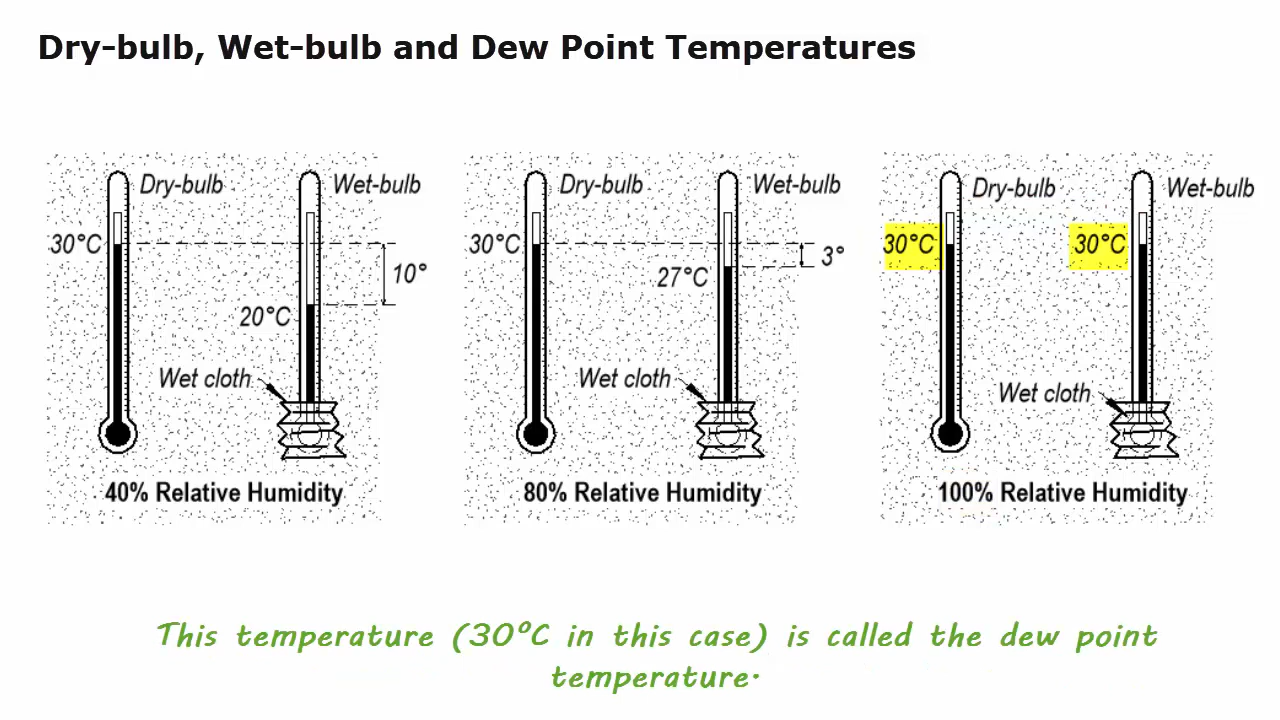 Dry-bulb, Wet-bulb and Dew Point Temperatures
Dry-bulb
Wet-bulb
30°C
10°
20°C
Wet cloth
40% Relative Humidity
Dry-bulb
Wet-bulb
30°C
3°
27°C
Wet cloth
80% Relative Humidity
Dry-bulb
Wet-bulb
30°C
30°C
Wet cloth
100% Relative Humidity
This temperature (30°C in this case) is called the dew point
temperature.